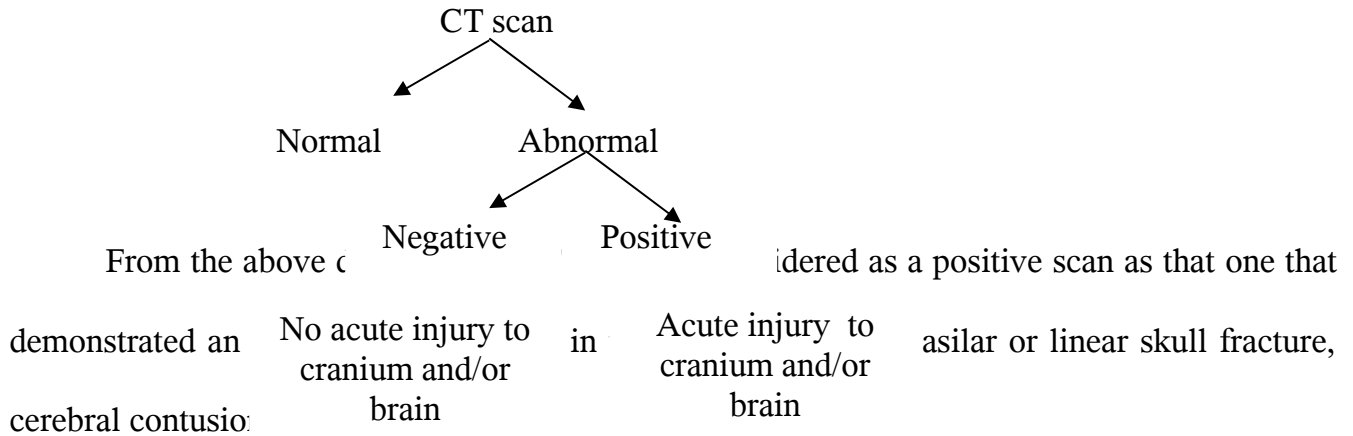 CT scan
Normal Abnormal
Negative Positive
From the above idered as a positive scan as that one that
demonstrated an in asilar or linear skull fracture,
No acute injury to
cranium and/or
brain
Acute injury to
cranium and/or
brain
cerebral contusio